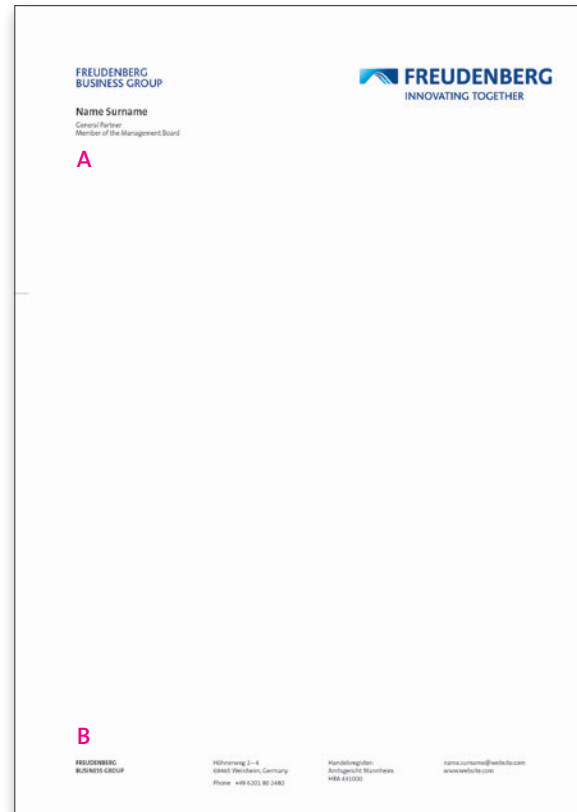 FREUDENBERG
BUSINESS GROUP
FREUDENBERG
INNOVATING TOGETHER
Name Surname
General Partner
Member of the Management Board
A
B
FREUDENBERG
BUSINESS GROUP
Höhnerweg 2–4
69465 Weinheim, Germany
Phone +49 6201 80 2480
Handelsregister:
Amtsgericht Mannheim
HRA 431000
name.surname@website.com
www.website.com